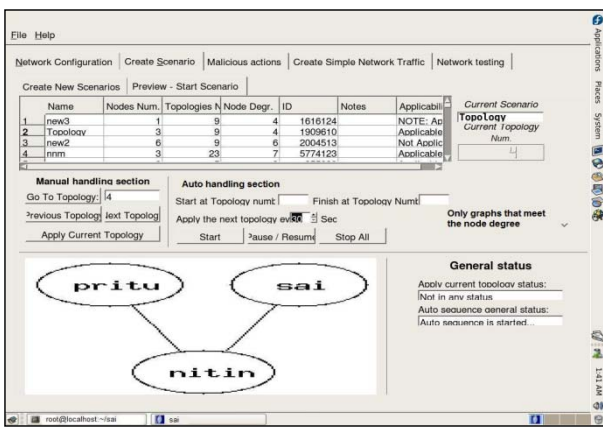 File Help
Network Configuration Create Scenario Malicious actions Create Simple Network Traffic Network testing
Create New Scenarios Preview - Start Scenario
Name Nodes Num. Topologies N Node Degr. ID Notes Applicabili
1 new3 1 9 4 1616124 NOTE: Ap
2 Topology 3 9 4 1909610 Applicable
3 new2 6 9 6 2004513 Not Applic
4 nnm 3 23 7 5774123 Applicable
Current Scenario
Topology
Current Topology
Num.
4
Manual handling section
Go To Topology: 4
Previous Topology Next Topolog
Apply Current Topology
Auto handling section
Start at Topology numb Finish at Topology Numb
Apply the next topology ev 30 Sec
Start Pause / Resume Stop All
Only graphs that meet
the node degree
pritu sai
nitin
General status
Apply current topology status:
Not in any status
Auto sequence general status:
Auto sequence is started...
Applications Places System
1:41 AM
root@localhost:~/sai sai